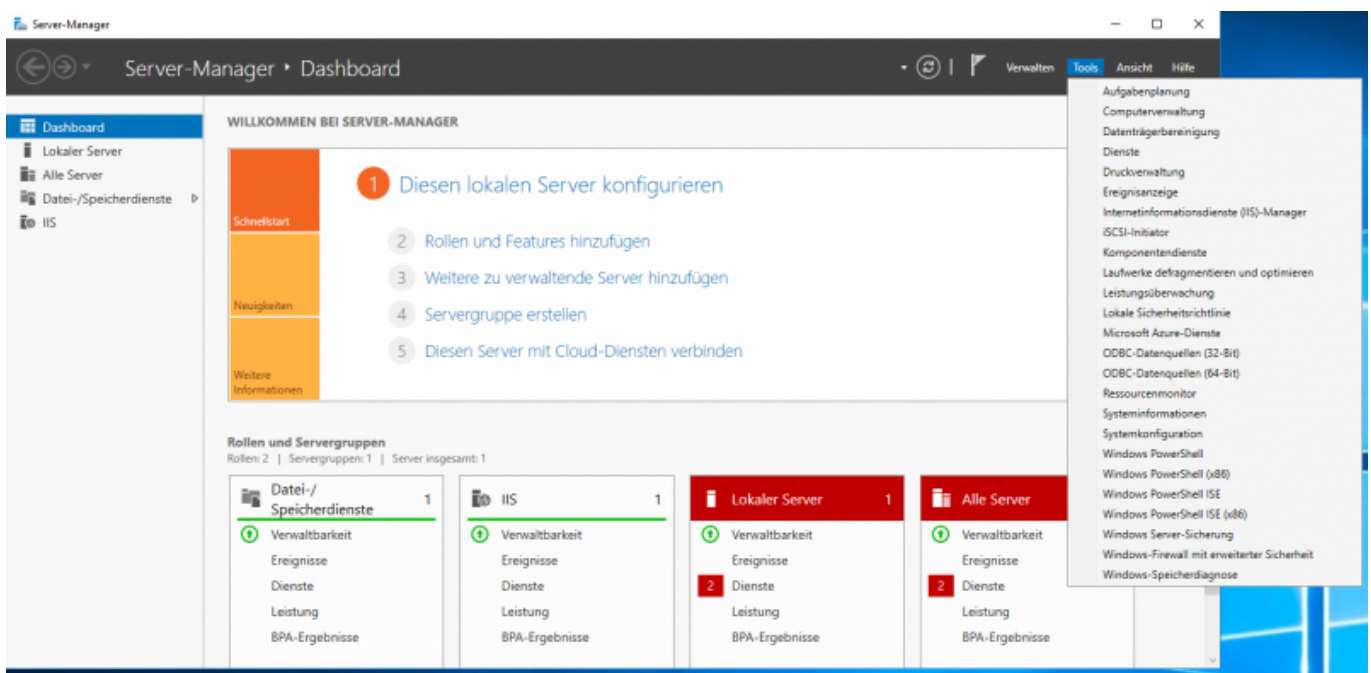 Server-Manager
Server-Manager • Dashboard
Verwalten Tools Ansicht Hilfe
Dashboard
Lokaler Server
Alle Server
Datei-/Speicherdienste
IIS
WILLKOMMEN BEI SERVER-MANAGER
Schnellstart
Neuigkeiten
Weitere
Informationen
1 Diesen lokalen Server konfigurieren
2 Rollen und Features hinzufügen
3 Weitere zu verwaltende Server hinzufügen
4 Servergruppe erstellen
5 Diesen Server mit Cloud-Diensten verbinden
Rollen und Servergruppen
Rollen: 2 | Servergruppen: 1 | Server insgesamt: 1
Datei-/
Speicherdienste 1
Verwaltbarkeit
Ereignisse
Dienste
Leistung
BPA-Ergebnisse
IIS 1
Verwaltbarkeit
Ereignisse
Dienste
Leistung
BPA-Ergebnisse
Lokaler Server 1
Verwaltbarkeit
Ereignisse
2 Dienste
Leistung
BPA-Ergebnisse
Alle Server
Verwaltbarkeit
Ereignisse
2 Dienste
Leistung
BPA-Ergebnisse
Aufgabenplanung
Computerverwaltung
Datenträgerbereinigung
Dienste
Druckverwaltung
Ereignisanzeige
Internetinformationsdienste (IIS)-Manager
iSCSI-Initiator
Komponentendienste
Laufwerke defragmentieren und optimieren
Leistungsüberwachung
Lokale Sicherheitsrichtlinie
Microsoft Azure-Dienste
ODBC-Datenquellen (32-Bit)
ODBC-Datenquellen (64-Bit)
Ressourcenmonitor
Systeminformationen
Systemkonfiguration
Windows PowerShell
Windows PowerShell (x86)
Windows PowerShell ISE
Windows PowerShell ISE (x86)
Windows Server-Sicherung
Windows-Firewall mit erweiterter Sicherheit
Windows-Speicherdiagnose